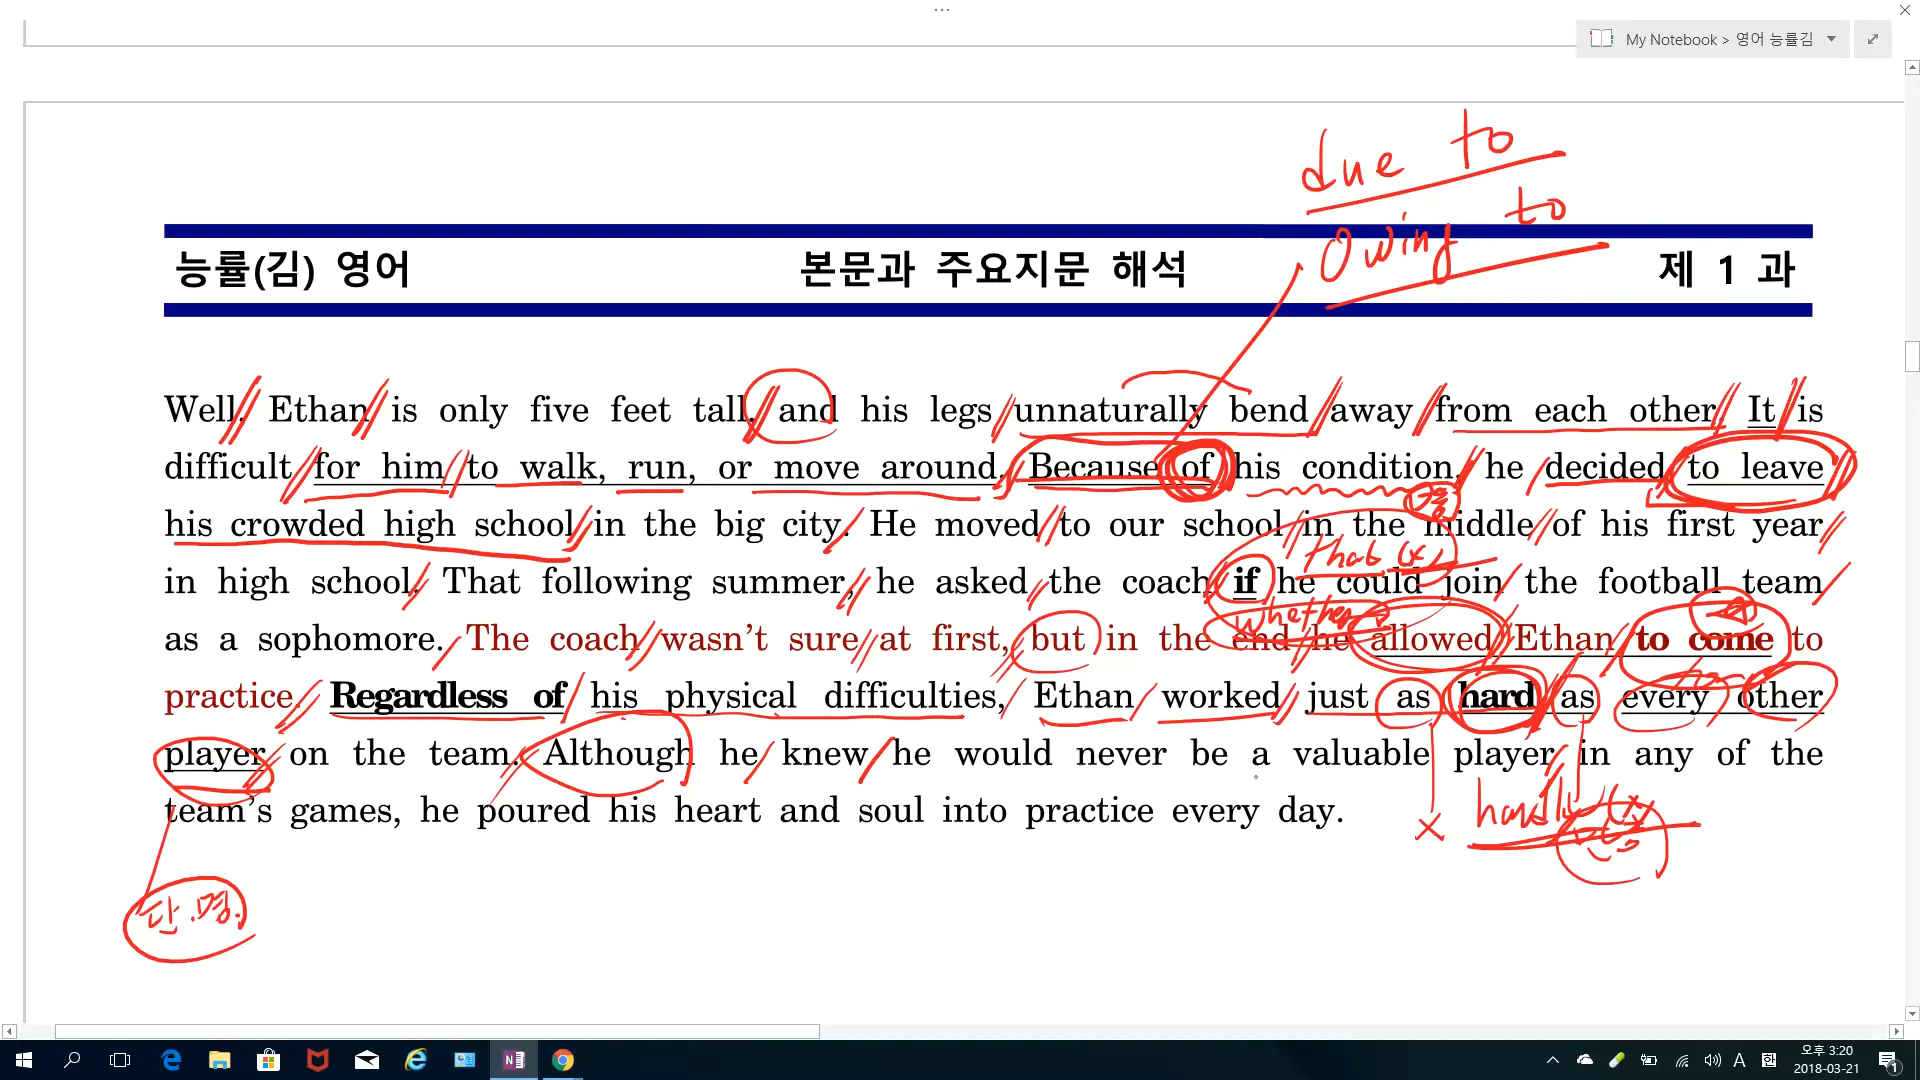 My Notebook > 영어 능률김
due to
owing to
능률(김) 영어 본문과 주요지문 해석 제 1 과
Well, Ethan is only five feet tall, and his legs unnaturally bend away from each other. It is
difficult for him to walk, run, or move around. Because of his condition, he decided to leave
his crowded high school in the big city. He moved to our school in the middle of his first year
that (x)
in high school. That following summer, he asked the coach if he could join the football team
whether
as a sophomore. The coach wasn't sure at first, but in the end he allowed Ethan to come to
practice. Regardless of his physical difficulties, Ethan worked just as hard as every other
player on the team. Although he knew he would never be a valuable player in any of the
team's games, he poured his heart and soul into practice every day.
x hardly (x)
단.명.
A 한 오후 3:20
2018-03-21
1